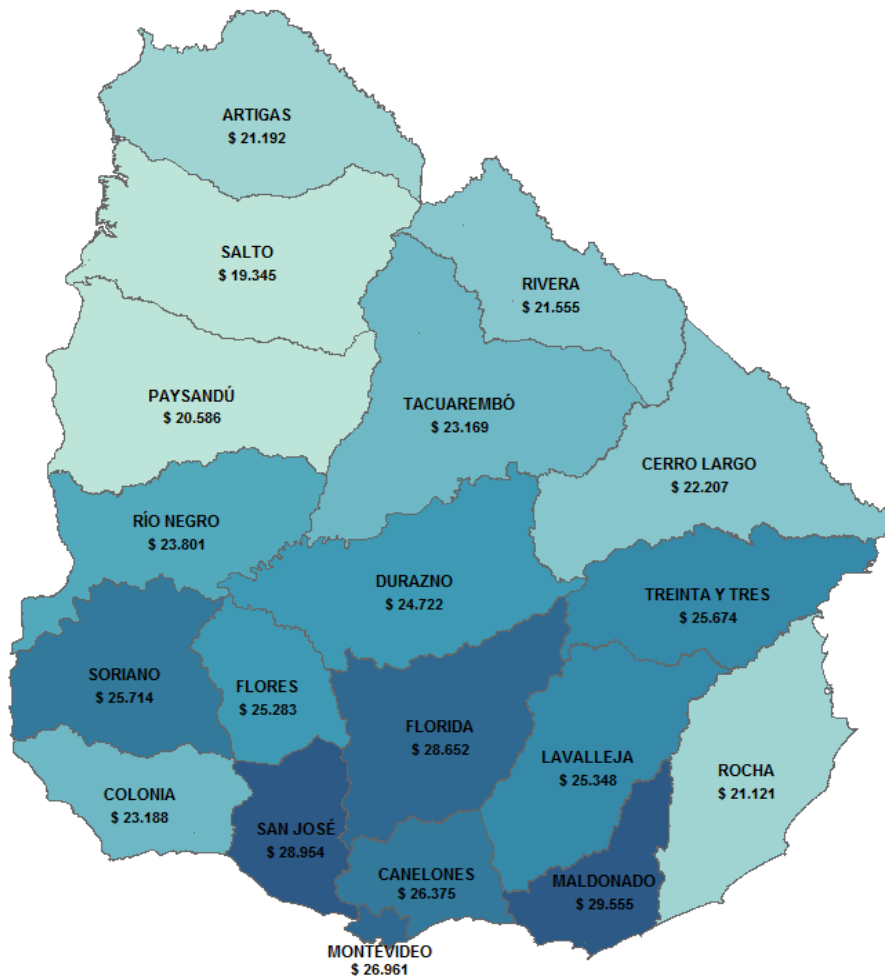 ARTIGAS
$ 21.192
SALTO
$ 19.345
RIVERA
$ 21.555
PAYSANDÚ
$ 20.586
TACUAREMBÓ
$ 23.169
CERRO LARGO
$ 22.207
RÍO NEGRO
$ 23.801
DURAZNO
$ 24.722
TREINTA Y TRES
$ 25.674
SORIANO
$ 25.714
FLORES
$ 25.283
FLORIDA
$ 28.652
LAVALLEJA
$ 25.348
ROCHA
$ 21.121
COLONIA
$ 23.188
SAN JOSÉ
$ 28.954
CANELONES
$ 26.375
MALDONADO
$ 29.555
MONTEVIDEO
$ 26.961